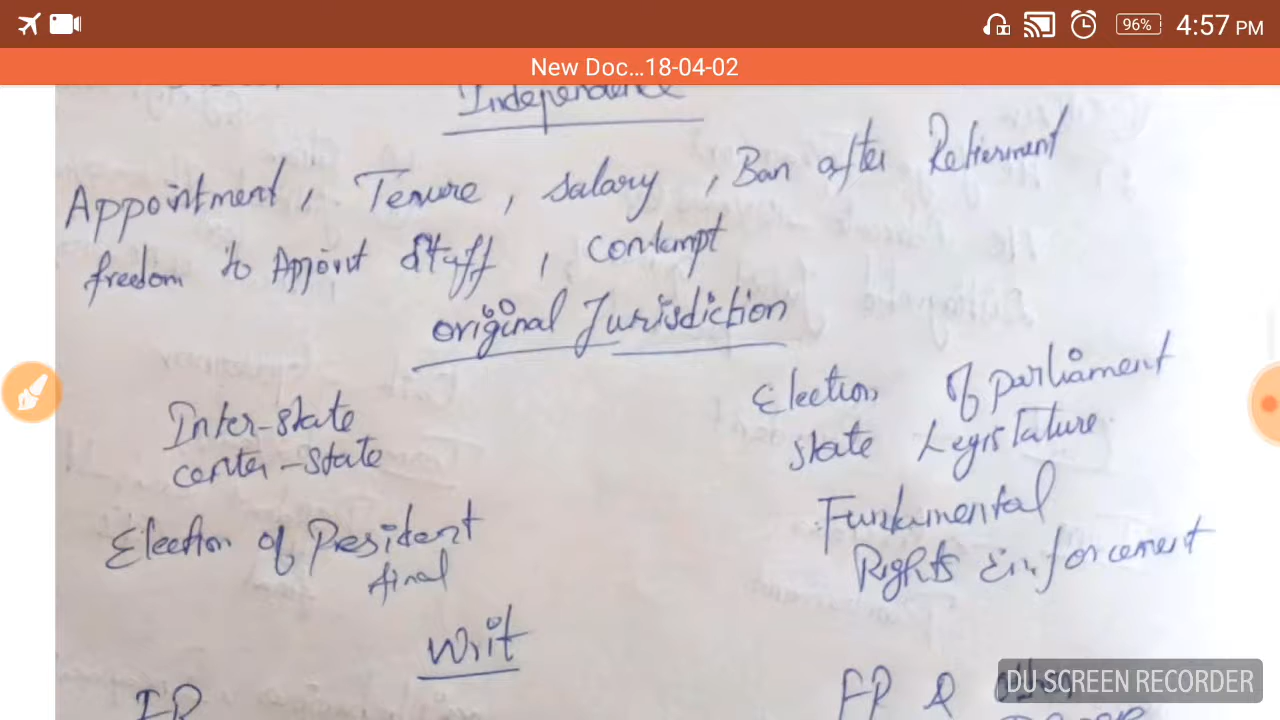 96% 4:57 PM
New Doc...18-04-02
Independence
Appointment, Tenure, Salary, Ban after Retierment
freedom to Appoint Staff, Contempt
original Jurisdiction
Inter-state
center-state
Election of Parliament
state Legislature
Election of President
final
Fundamental
Rights Enforcement
Writ
FR
FR &
DU SCREEN RECORDER